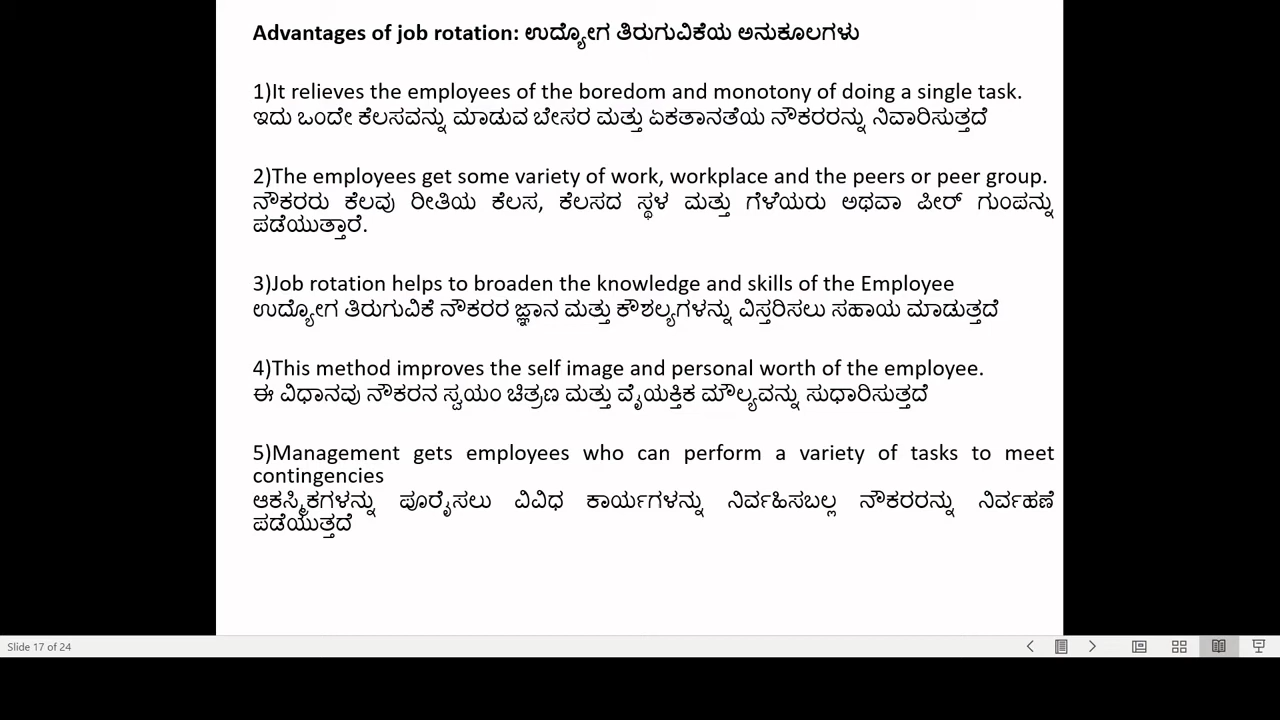 Advantages of job rotation: ಉದ್ಯೋಗ ತಿರುಗುವಿಕೆಯ ಅನುಕೂಲಗಳು
1)It relieves the employees of the boredom and monotony of doing a single task.
ಇದು ಒಂದೇ ಕೆಲಸವನ್ನು ಮಾಡುವ ಬೇಸರ ಮತ್ತು ಏಕತಾನತೆಯ ನೌಕರರನ್ನು ನಿವಾರಿಸುತ್ತದೆ
2)The employees get some variety of work, workplace and the peers or peer group.
ನೌಕರರು ಕೆಲವು ರೀತಿಯ ಕೆಲಸ, ಕೆಲಸದ ಸ್ಥಳ ಮತ್ತು ಗೆಳೆಯರು ಅಥವಾ ಪೀರ್ ಗುಂಪನ್ನು
ಪಡೆಯುತ್ತಾರೆ.
3)Job rotation helps to broaden the knowledge and skills of the Employee
ಉದ್ಯೋಗ ತಿರುಗುವಿಕೆ ನೌಕರರ ಜ್ಞಾನ ಮತ್ತು ಕೌಶಲ್ಯಗಳನ್ನು ವಿಸ್ತರಿಸಲು ಸಹಾಯ ಮಾಡುತ್ತದೆ
4)This method improves the self image and personal worth of the employee.
ಈ ವಿಧಾನವು ನೌಕರನ ಸ್ವಯಂ ಚಿತ್ರಣ ಮತ್ತು ವೈಯಕ್ತಿಕ ಮೌಲ್ಯವನ್ನು ಸುಧಾರಿಸುತ್ತದೆ
5)Management gets employees who can perform a variety of tasks to meet
contingencies
ಆಕಸ್ಮಿಕಗಳನ್ನು ಪೂರೈಸಲು ವಿವಿಧ ಕಾರ್ಯಗಳನ್ನು ನಿರ್ವಹಿಸಬಲ್ಲ ನೌಕರರನ್ನು ನಿರ್ವಹಣೆ
ಪಡೆಯುತ್ತದೆ
Slide 17 of 24